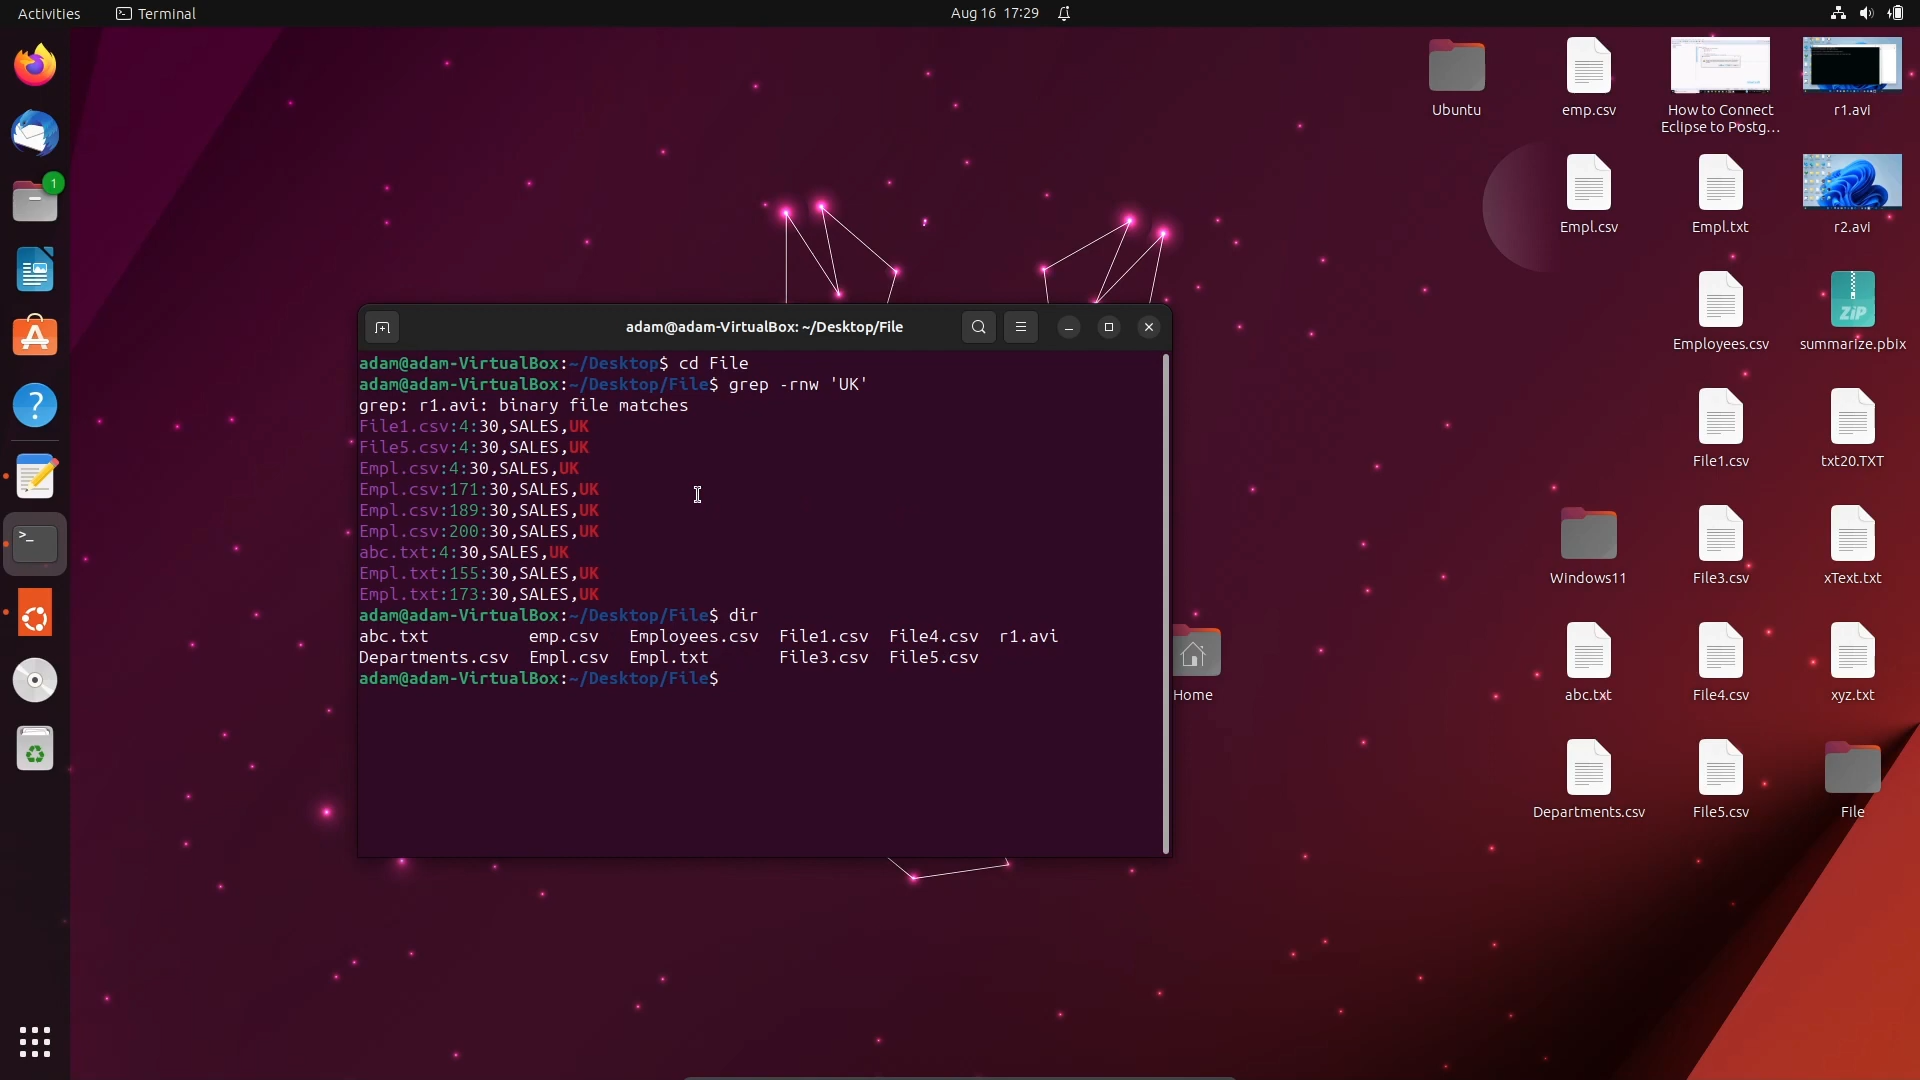 Activities
Terminal
Aug 16 17:29
1
adam@adam-VirtualBox: ~/Desktop/File
adam@adam-VirtualBox:~/Desktop$ cd File
adam@adam-VirtualBox:~/Desktop/File$ grep -rnw 'UK'
grep: r1.avi: binary file matches
File1.csv:4:30,SALES,UK
File5.csv:4:30,SALES,UK
Empl.csv:4:30,SALES,UK
Empl.csv:171:30,SALES,UK
Empl.csv:189:30,SALES,UK
Empl.csv:200:30,SALES,UK
abc.txt:4:30,SALES,UK
Empl.txt:155:30,SALES,UK
Empl.txt:173:30,SALES,UK
adam@adam-VirtualBox:~/Desktop/File$ dir
abc.txt emp.csv Employees.csv File1.csv File4.csv r1.avi
Departments.csv Empl.csv Empl.txt File3.csv File5.csv
adam@adam-VirtualBox:~/Desktop/File$
Ubuntu
emp.csv
How to Connect
Eclipse to Postg...
r1.avi
Empl.csv
Empl.txt
r2.avi
ZiP
Employees.csv
summarize.pbix
File1.csv
txt20.TXT
Windows11
File3.csv
xText.txt
Home
abc.txt
File4.csv
xyz.txt
Departments.csv
File5.csv
File